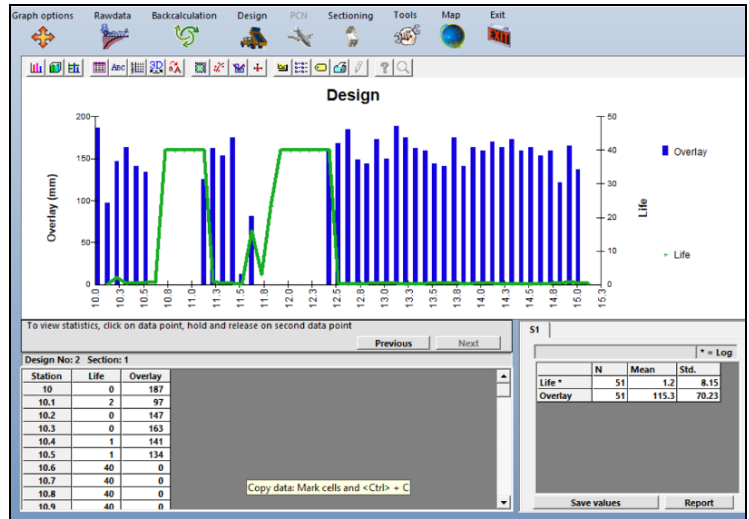 Graph options Rawdata Backcalculation Design PCN Sectioning Tools Map Exit
EXIT
ABC 3D
Design
Overlay (mm)
200
150
100
50
0
50
40
30
20
10
0
Life
10.0 10.3 10.5 10.8 11.0 11.3 11.5 11.8 12.0 12.3 12.5 12.8 13.0 13.3 13.5 13.8 14.0 14.3 14.5 14.8 15.0 15.3
Overlay
Life
To view statistics, click on data point, hold and release on second data point
Previous Next
Design No: 2 Section: 1
Station Life Overlay
10 0 187
10.1 2 97
10.2 0 147
10.3 0 163
10.4 1 141
10.5 1 134
10.6 40 0
10.7 40 0
10.8 40 0
10.9 40 0
Copy data: Mark cells and <Ctrl> + C
S1
* = Log
N Mean Std.
Life * 51 1.2 8.15
Overlay 51 115.3 70.23
Save values Report